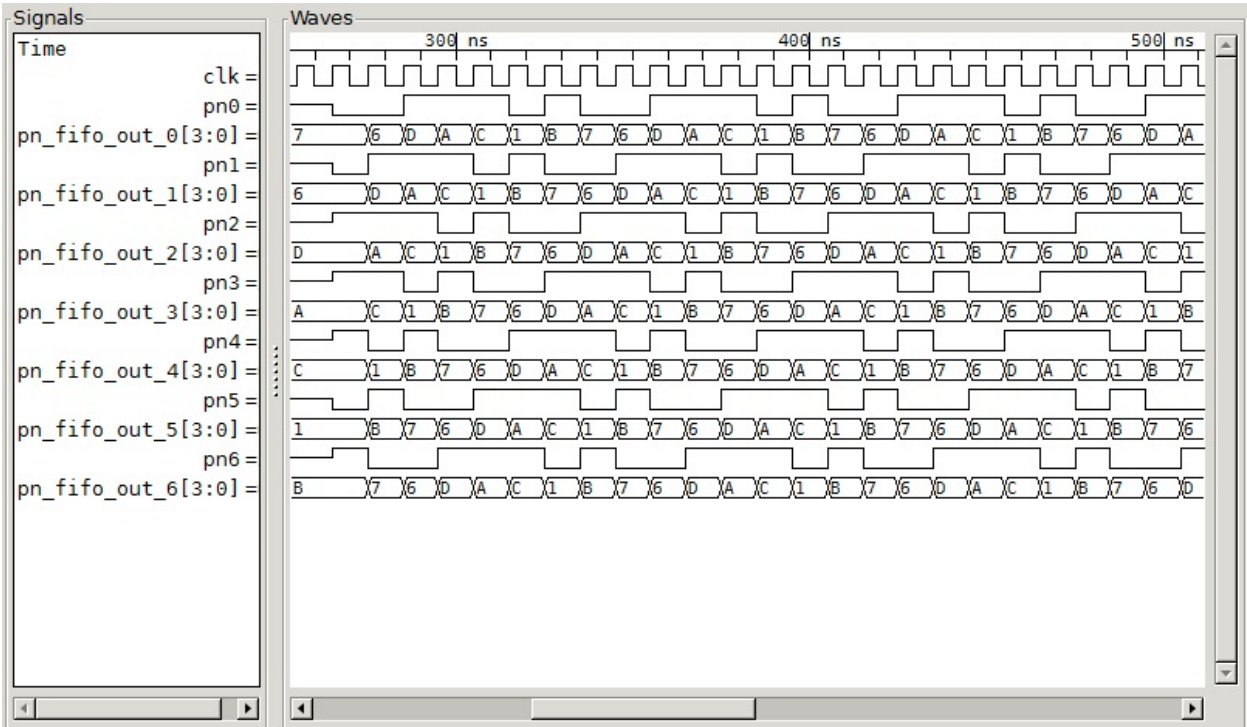 Signals Waves
Time 300 ns 400 ns 500 ns
clk =
pn0 =
pn_fifo_out_0[3:0] = 7 6 D A C 1 B 7 6 D A C 1 B 7 6 D A C 1 B 7 6 D A
pn1 =
pn_fifo_out_1[3:0] = 6 D A C 1 B 7 6 D A C 1 B 7 6 D A C 1 B 7 6 D A C
pn2 =
pn_fifo_out_2[3:0] = D A C 1 B 7 6 D A C 1 B 7 6 D A C 1 B 7 6 D A C 1
pn3 =
pn_fifo_out_3[3:0] = A C 1 B 7 6 D A C 1 B 7 6 D A C 1 B 7 6 D A C 1 B
pn4 =
pn_fifo_out_4[3:0] = C 1 B 7 6 D A C 1 B 7 6 D A C 1 B 7 6 D A C 1 B 7
pn5 =
pn_fifo_out_5[3:0] = 1 B 7 6 D A C 1 B 7 6 D A C 1 B 7 6 D A C 1 B 7 6
pn6 =
pn_fifo_out_6[3:0] = B 7 6 D A C 1 B 7 6 D A C 1 B 7 6 D A C 1 B 7 6 D